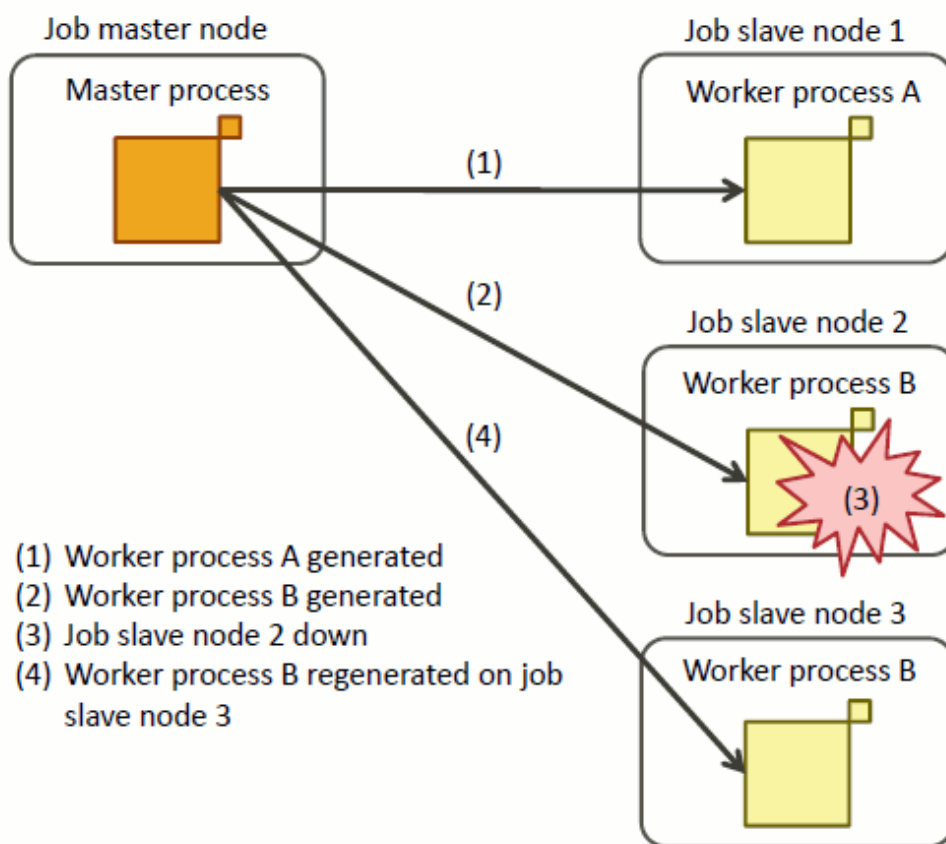 Job master node
Master process
Job slave node 1
Worker process A
(1)
(2)
Job slave node 2
Worker process B
(3)
(4)
(1) Worker process A generated
(2) Worker process B generated
(3) Job slave node 2 down
(4) Worker process B regenerated on job
slave node 3
Job slave node 3
Worker process B